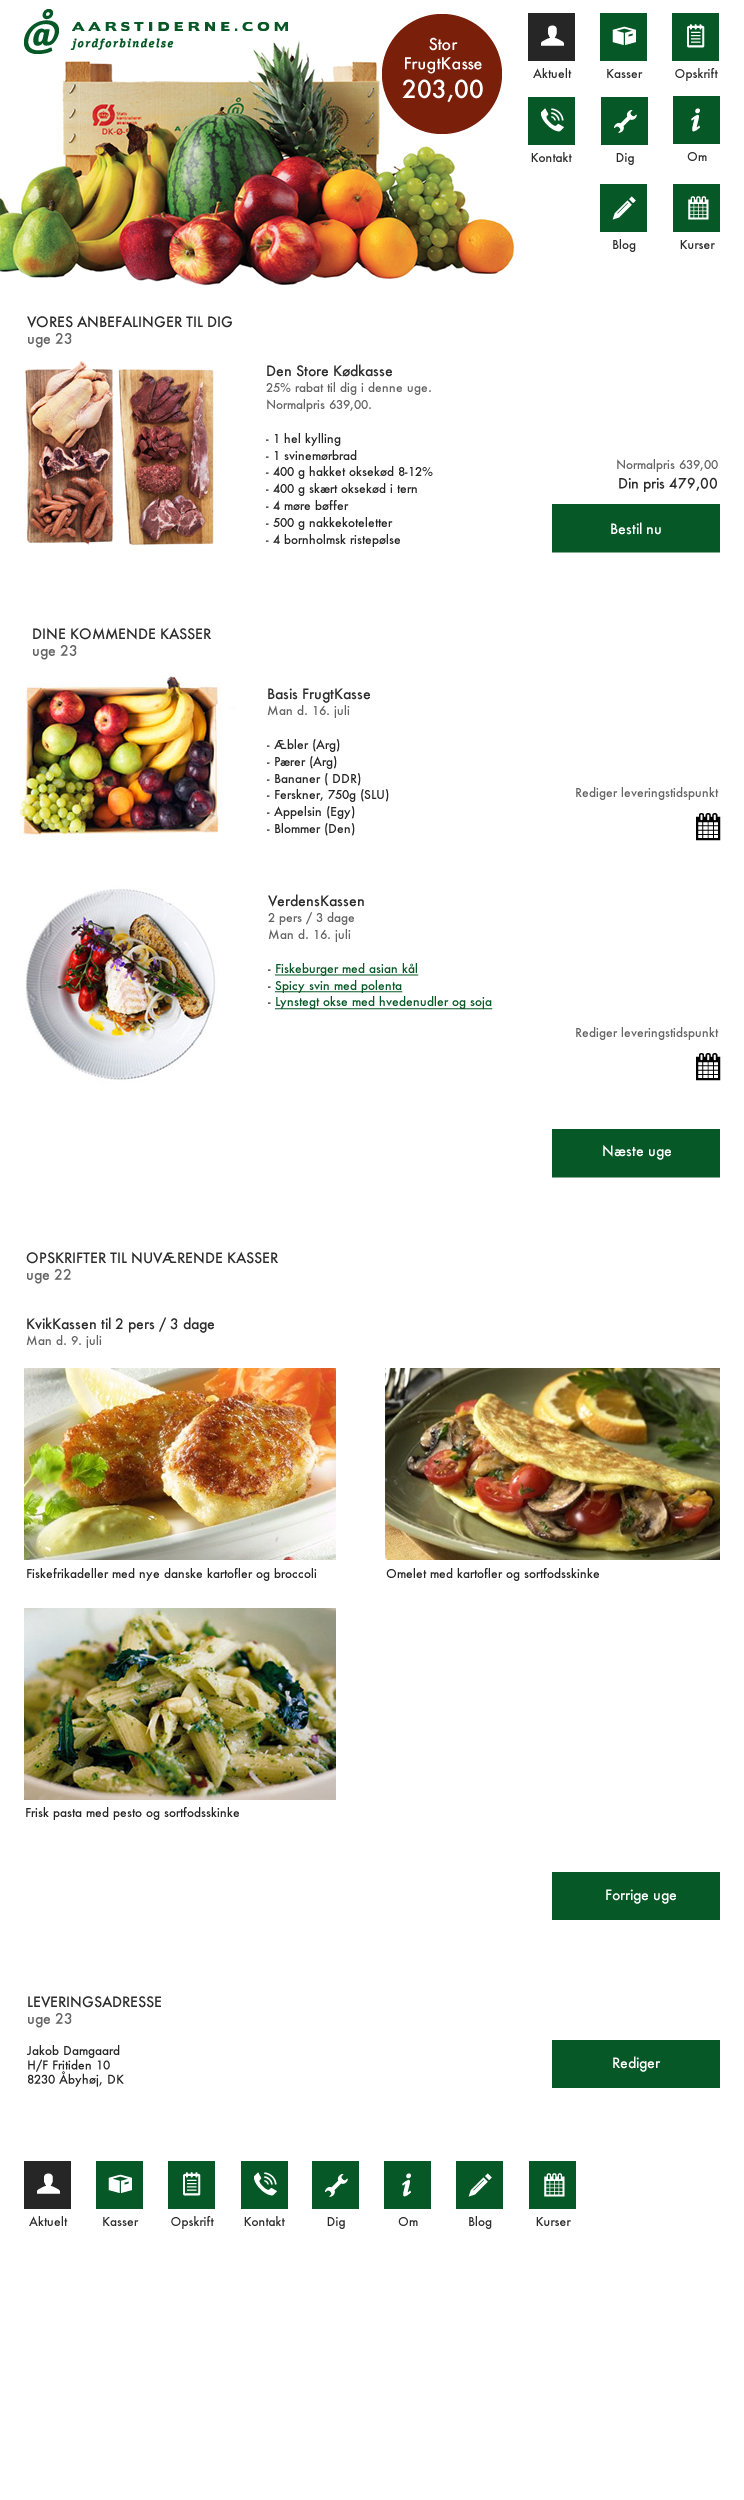 AARSTIDERNE.COM
jordforbindelse
Stor
FrugtKasse
203,00
Aktuelt
Kasser
Opskrift
Kontakt
Dig
Om
Blog
Kurser
VORES ANBEFALINGER TIL DIG
uge 23
Den Store Kødkasse
25% rabat til dig i denne uge.
Normalpris 639,00.
- 1 hel kylling
- 1 svinemørbrad
- 400 g hakket oksekød 8-12%
- 400 g skært oksekød i tern
- 4 møre bøffer
- 500 g nakkekoteletter
- 4 bornholmsk ristepølse
Normalpris 639,00
Din pris 479,00
Bestil nu
DINE KOMMENDE KASSER
uge 23
Basis FrugtKasse
Man d. 16. juli
- Æbler (Arg)
- Pærer (Arg)
- Bananer ( DDR)
- Ferskner, 750g (SLU)
- Appelsin (Egy)
- Blommer (Den)
Rediger leveringstidspunkt
VerdensKassen
2 pers / 3 dage
Man d. 16. juli
- Fiskeburger med asian kål
- Spicy svin med polenta
- Lynstegt okse med hvedenudler og soja
Rediger leveringstidspunkt
Næste uge
OPSKRIFTER TIL NUVÆRENDE KASSER
uge 22
KvikKassen til 2 pers / 3 dage
Man d. 9. juli
Fiskefrikadeller med nye danske kartofler og broccoli
Omelet med kartofler og sortfodsskinke
Frisk pasta med pesto og sortfodsskinke
Forrige uge
LEVERINGSADRESSE
uge 23
Jakob Damgaard
H/F Fritiden 10
8230 Åbyhøj, DK
Rediger
Aktuelt
Kasser
Opskrift
Kontakt
Dig
Om
Blog
Kurser